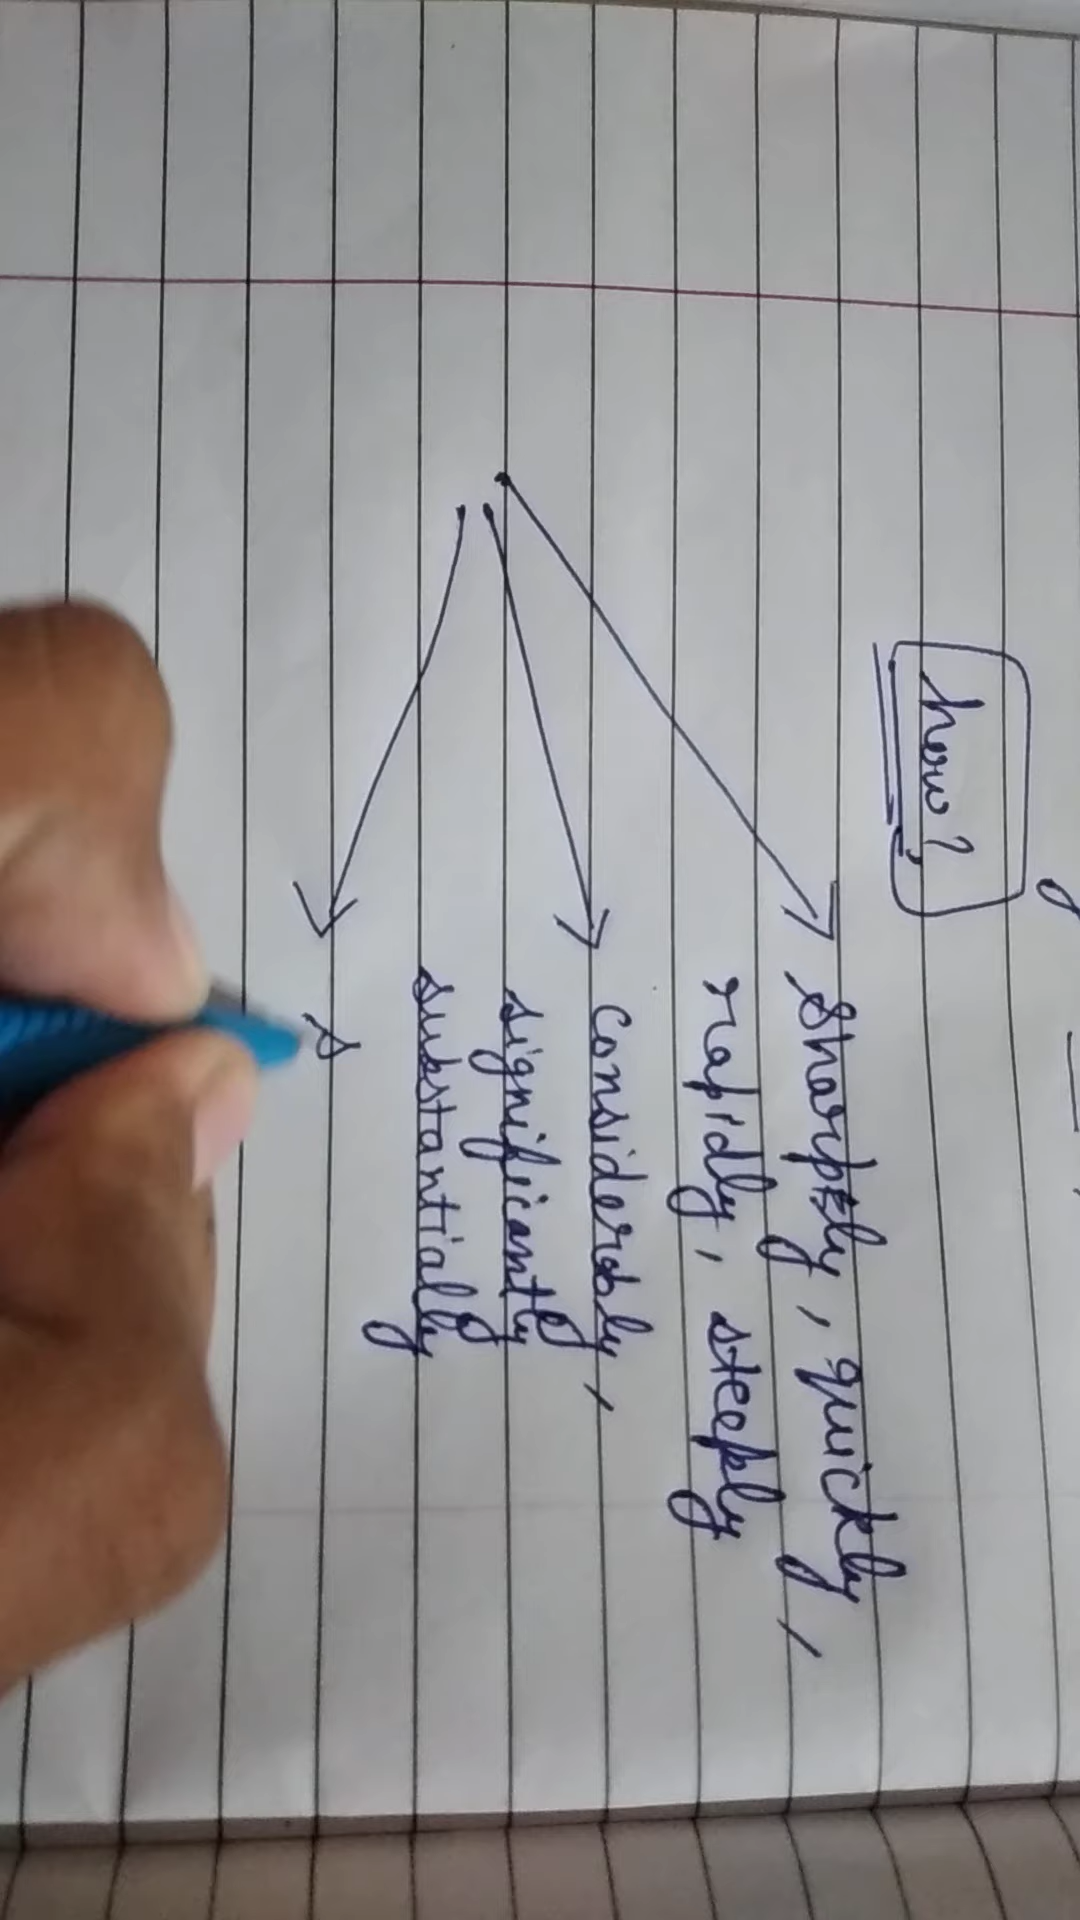 how?
Sharply, quickly,
rapidly, steeply
considerably,
significantly
substantially
s